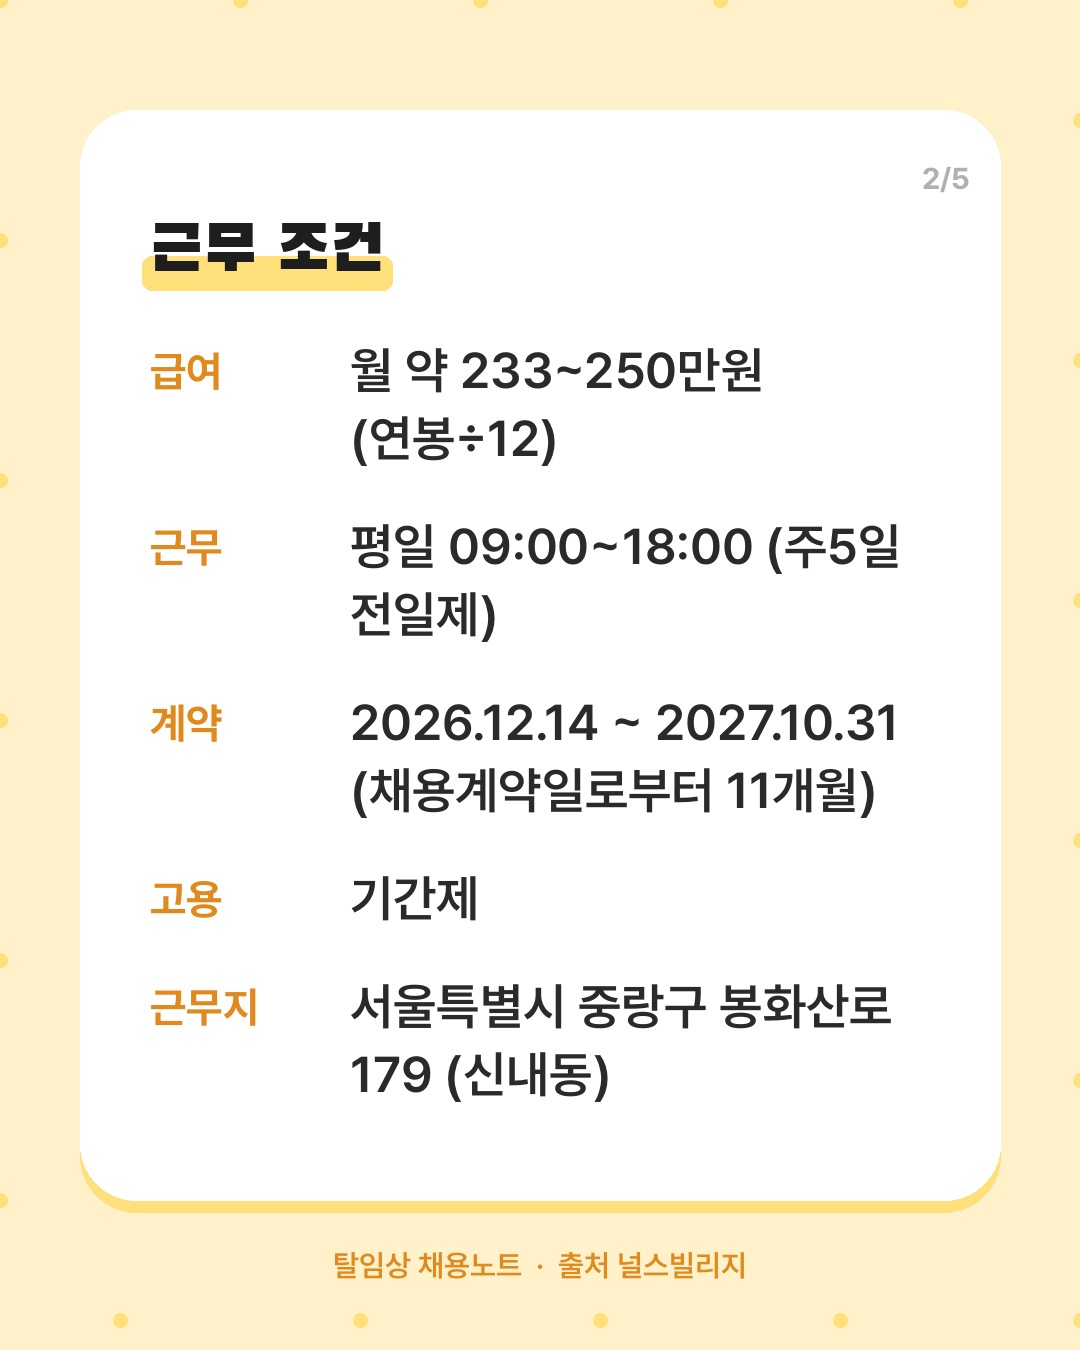 2/5
근무 조건
급여
월 약 233~250만원
(연봉÷12)
근무
평일 09:00~18:00 (주5일
전일제)
계약
2026.12.14 ~ 2027.10.31
(채용계약일로부터 11개월)
고용
기간제
근무지
서울특별시 중랑구 봉화산로
179 (신내동)
탈임상 채용노트 · 출처 널스빌리지